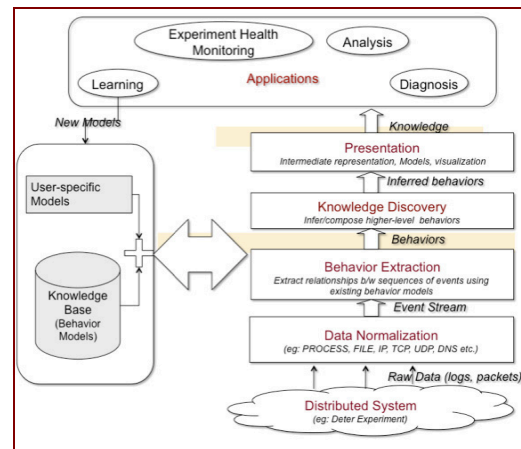 Experiment Health
Monitoring
Analysis
Applications
Learning
Diagnosis
New Models
Knowledge
Presentation
Intermediate representation, Models, visualization
Inferred behaviors
User-specific
Models
Knowledge Discovery
Infer/compose higher-level behaviors
Behaviors
Behavior Extraction
Extract relationships b/w sequences of events using
existing behavior models
Knowledge
Base
(Behavior
Models)
Event Stream
Data Normalization
(eg: PROCESS, FILE, IP, TCP, UDP, DNS etc.)
Raw Data (logs, packets)
Distributed System
(eg: Deter Experiment)